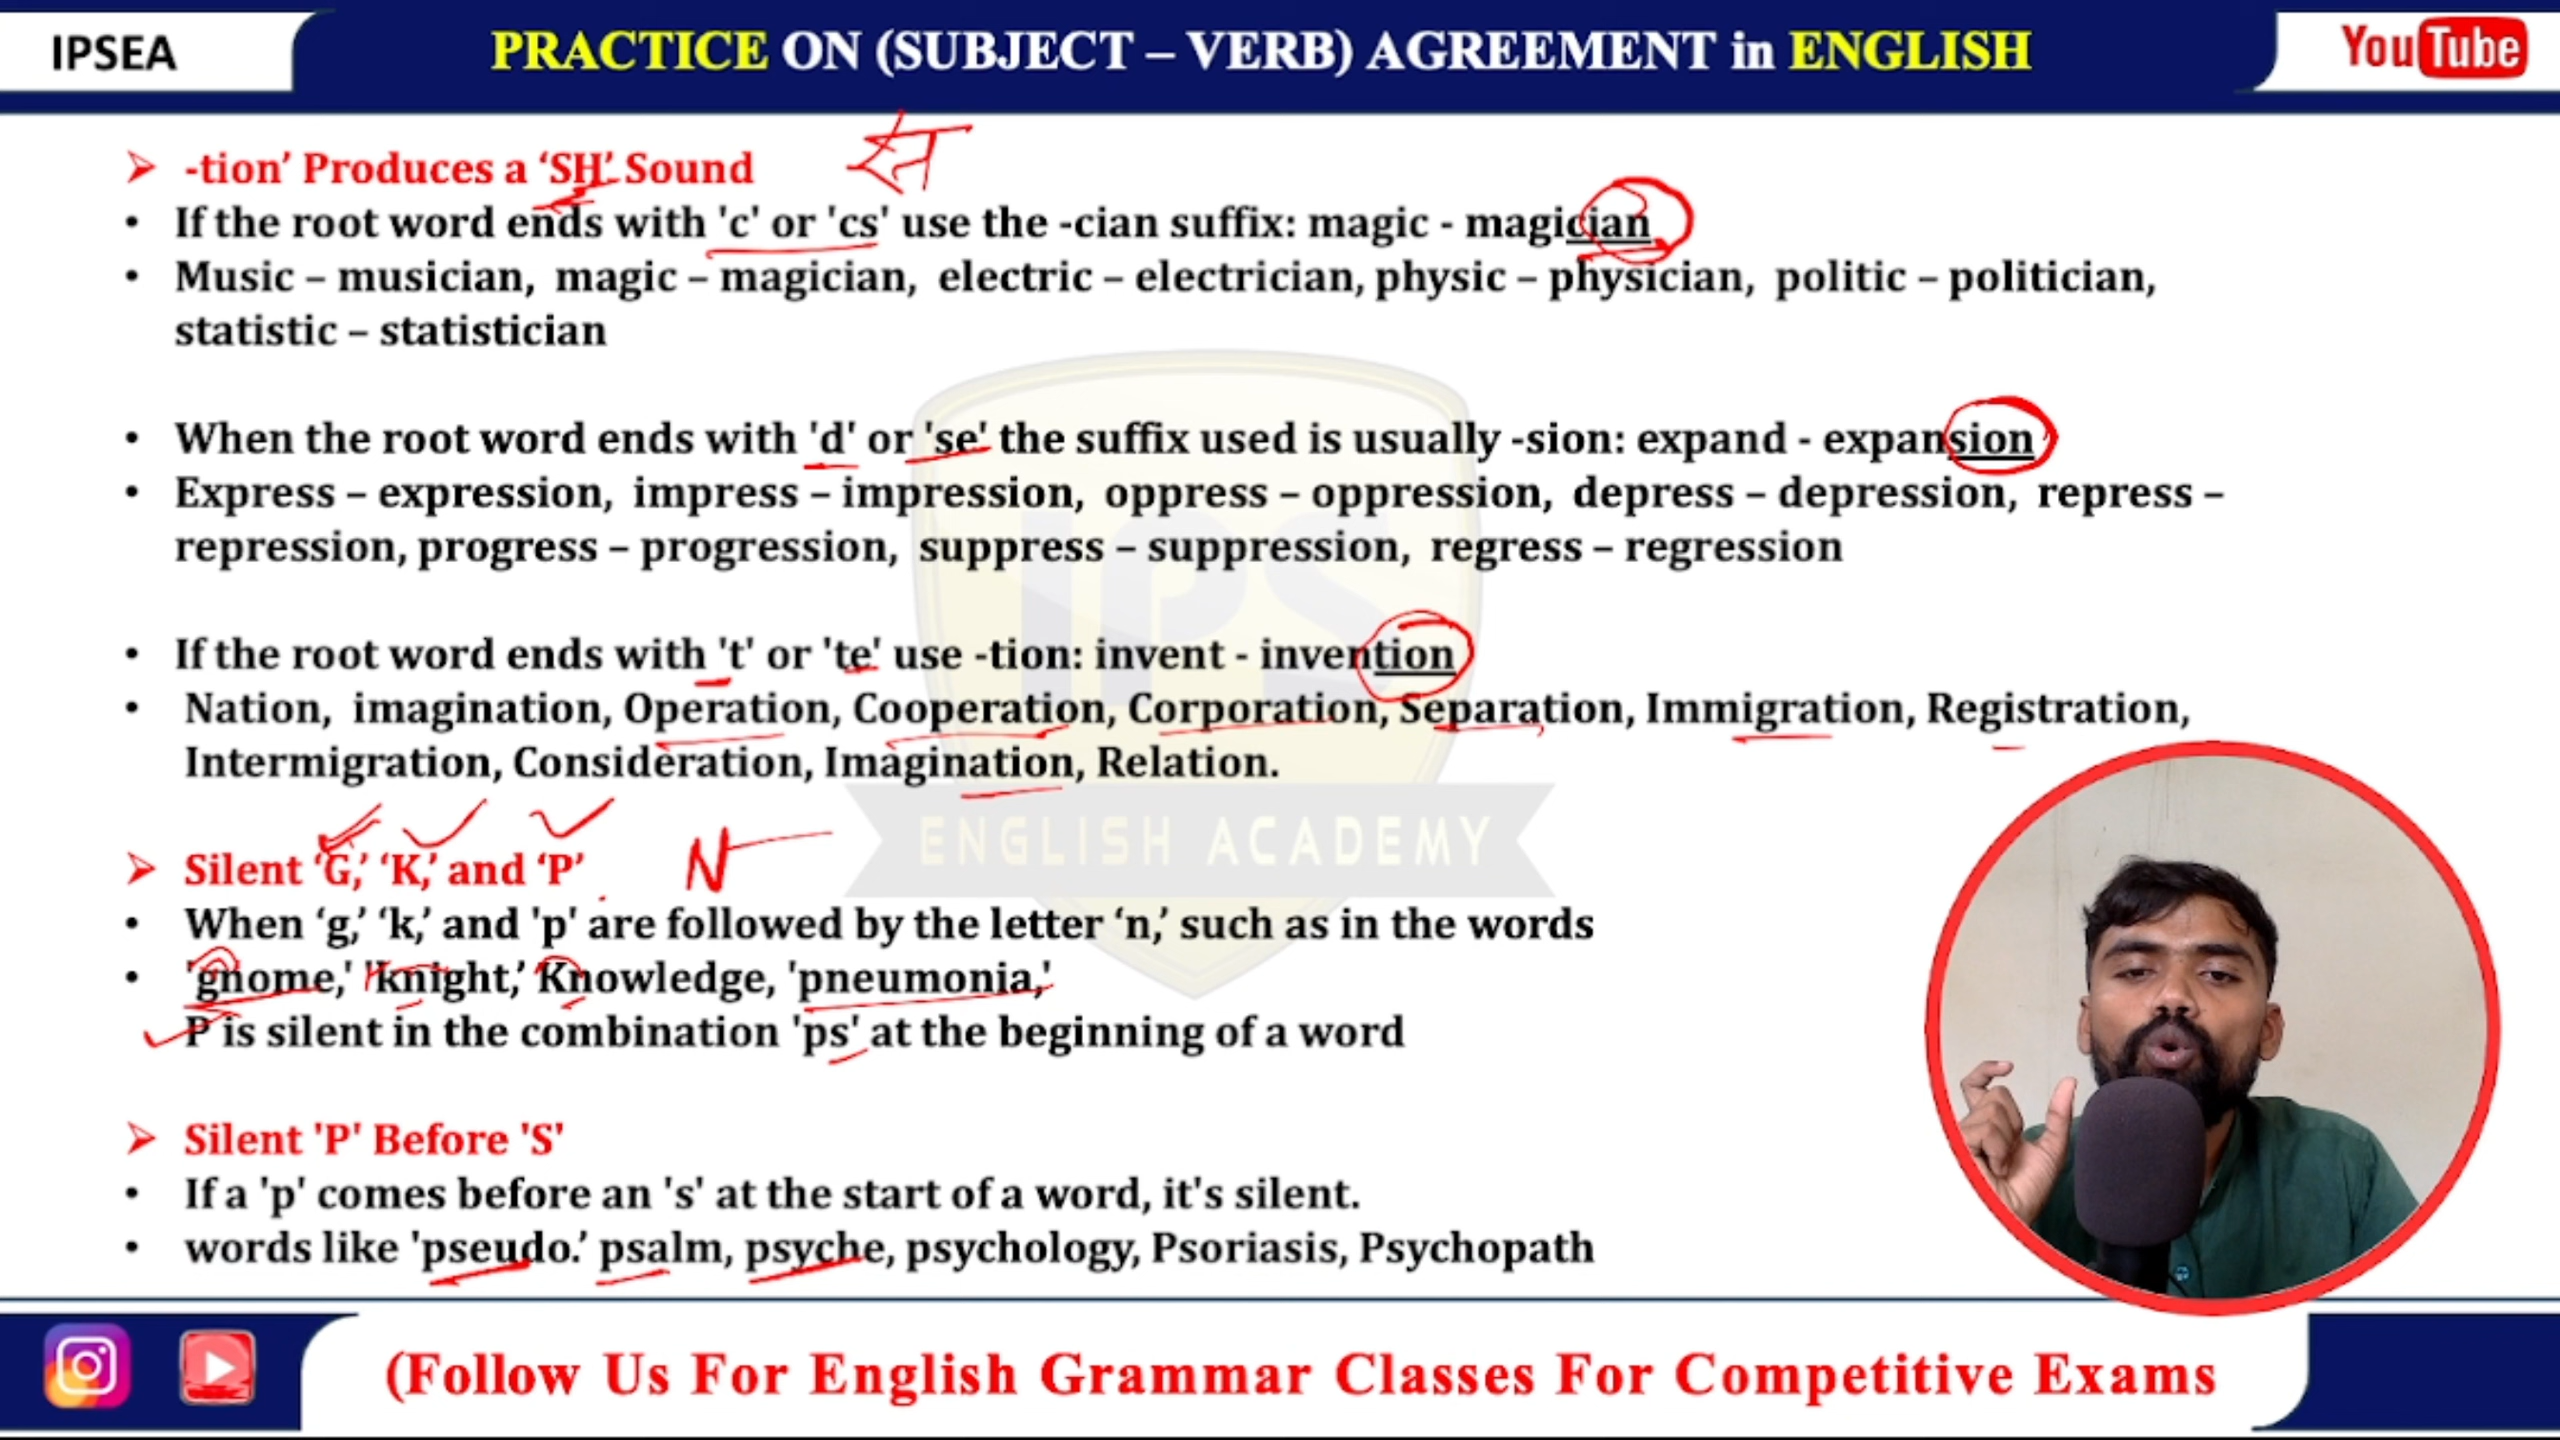 IPSEA
PRACTICE ON (SUBJECT – VERB) AGREEMENT in ENGLISH
YouTube
➢ -tion’ Produces a ‘SH’ Sound
• If the root word ends with 'c' or 'cs' use the -cian suffix: magic - magician
• Music – musician, magic – magician, electric – electrician, physic – physician, politic – politician,
statistic – statistician
• When the root word ends with 'd' or 'se' the suffix used is usually -sion: expand - expansion
• Express – expression, impress – impression, oppress – oppression, depress – depression, repress –
repression, progress – progression, suppress – suppression, regress – regression
• If the root word ends with 't' or 'te' use -tion: invent - invention
• Nation, imagination, Operation, Cooperation, Corporation, Separation, Immigration, Registration,
Intermigration, Consideration, Imagination, Relation.
➢ Silent ‘G,’ ‘K,’ and ‘P’
N
• When ‘g,’ ‘k,’ and 'p' are followed by the letter ‘n,’ such as in the words
• 'gnome,' 'knight,’ Knowledge, 'pneumonia,'
P is silent in the combination 'ps' at the beginning of a word
➢ Silent 'P' Before 'S'
• If a 'p' comes before an 's' at the start of a word, it's silent.
• words like 'pseudo.’ psalm, psyche, psychology, Psoriasis, Psychopath
IPS
ENGLISH ACADEMY
(Follow Us For English Grammar Classes For Competitive Exams